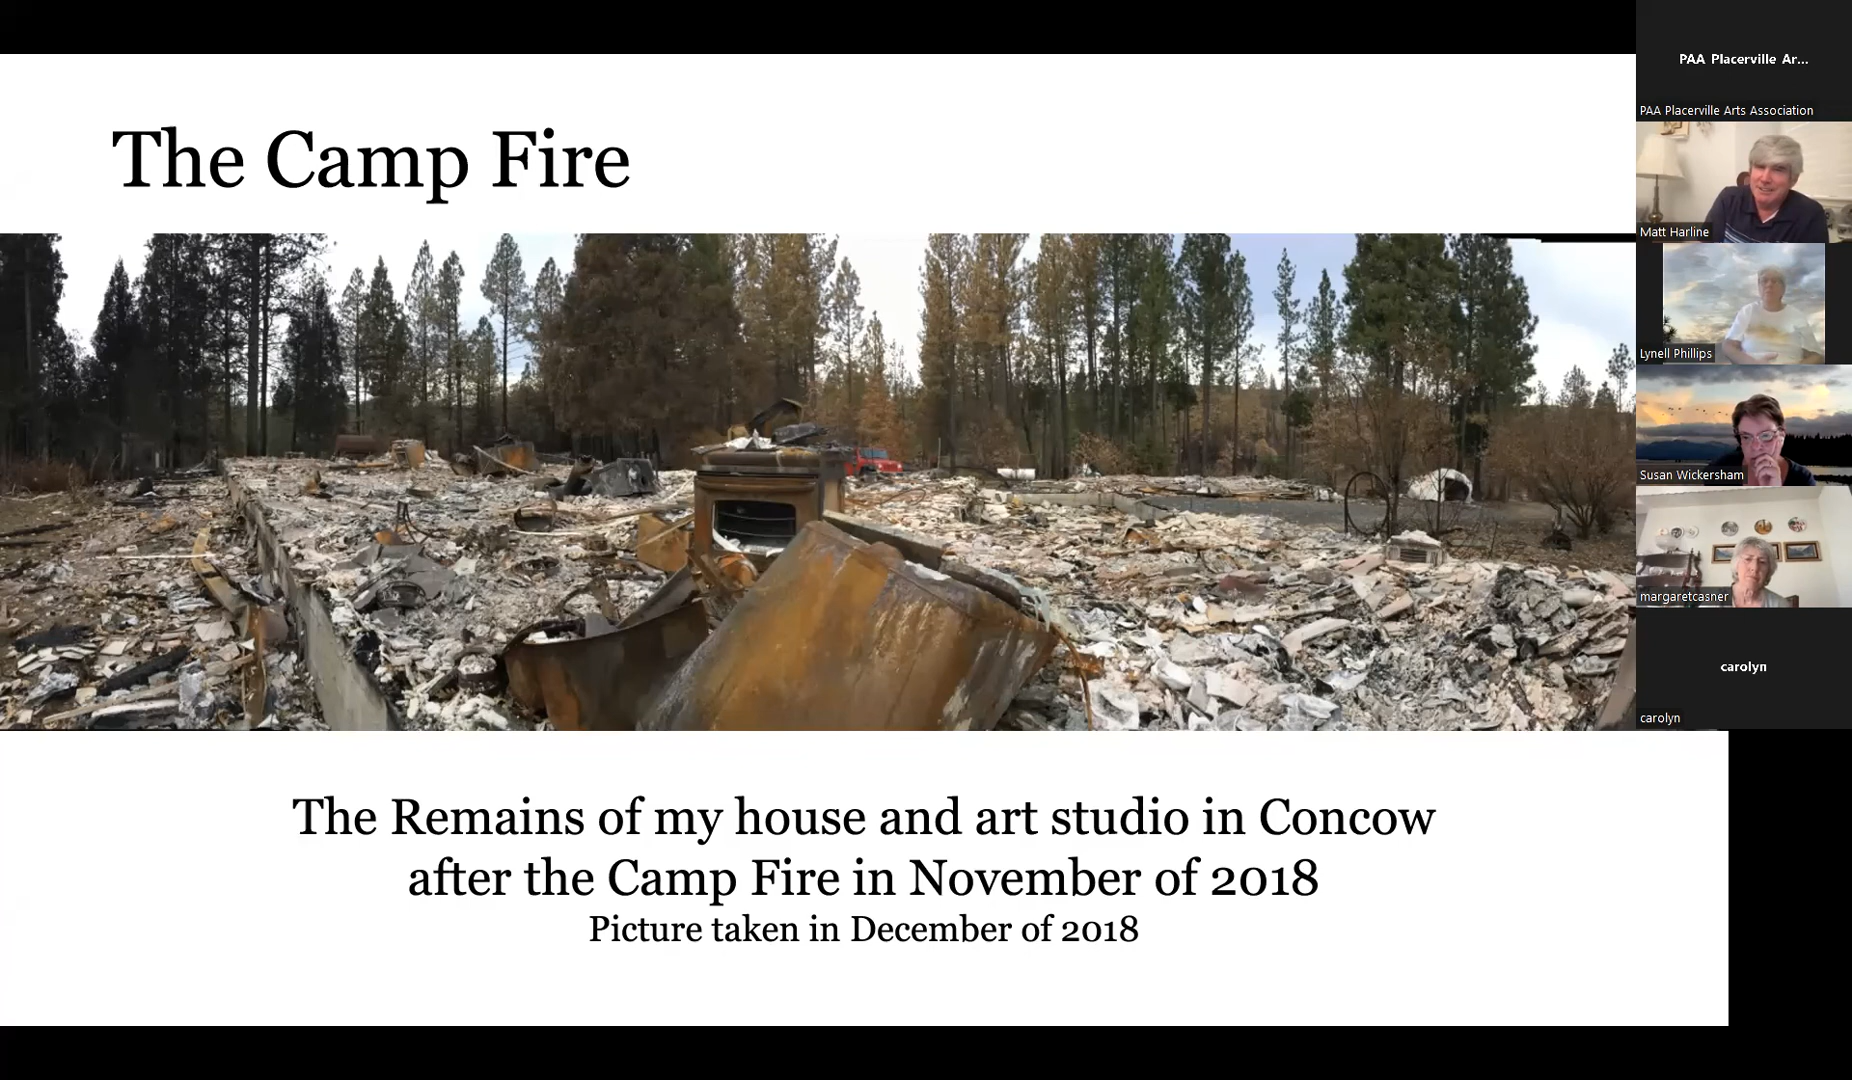 The Camp Fire
The Remains of my house and art studio in Concow
after the Camp Fire in November of 2018
Picture taken in December of 2018
PAA Placerville Ar...
PAA Placerville Arts Association
Matt Harline
Lynell Phillips
Susan Wickersham
margaretcasner
carolyn
carolyn